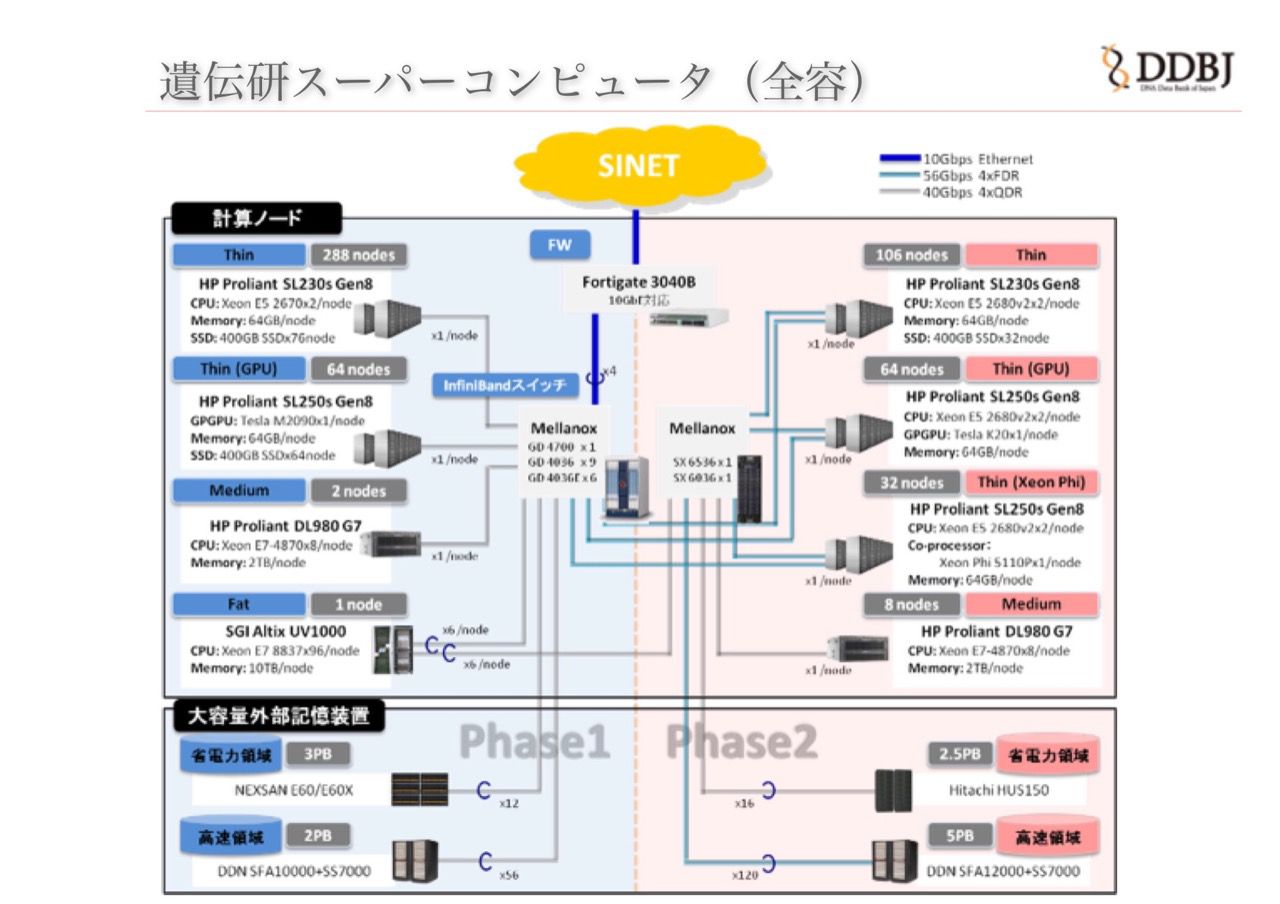 遺伝研スーパーコンピュータ（全容）
DDBJ
DNA Data Bank of Japan
SINET
10Gbps Ethernet
56Gbps 4xFDR
40Gbps 4xQDR
計算ノード
FW
Fortigate 3040B
10GbE対応
x4
InfiniBandスイッチ
Mellanox
GD 4700 x1
GD 4036 x9
GD 4036E x6
Mellanox
SX 6536 x1
SX 6036 x1
Thin
288 nodes
HP Proliant SL230s Gen8
CPU: Xeon E5 2670x2/node
Memory: 64GB/node
SSD: 400GB SSDx76node
x1/node
Thin (GPU)
64 nodes
HP Proliant SL250s Gen8
GPGPU: Tesla M2090x1/node
Memory: 64GB/node
SSD: 400GB SSDx64node
x1/node
Medium
2 nodes
HP Proliant DL980 G7
CPU: Xeon E7-4870x8/node
Memory: 2TB/node
x1/node
Fat
1 node
SGI Altix UV1000
CPU: Xeon E7 8837x96/node
Memory: 10TB/node
x6/node
x6/node
106 nodes
Thin
HP Proliant SL230s Gen8
CPU: Xeon E5 2680v2x2/node
Memory: 64GB/node
SSD: 400GB SSDx32node
x1/node
64 nodes
Thin (GPU)
HP Proliant SL250s Gen8
CPU: Xeon E5 2680v2x2/node
GPGPU: Tesla K20x1/node
Memory: 64GB/node
x1/node
32 nodes
Thin (Xeon Phi)
HP Proliant SL250s Gen8
CPU: Xeon E5 2680v2x2/node
Co-processor:
Xeon Phi 5110Px1/node
Memory: 64GB/node
x1/node
8 nodes
Medium
HP Proliant DL980 G7
CPU: Xeon E7-4870x8/node
Memory: 2TB/node
x1/node
大容量外部記憶装置
Phase1
Phase2
省電力領域
3PB
NEXSAN E60/E60X
x12
高速領域
2PB
DDN SFA10000+SS7000
x56
2.5PB
省電力領域
Hitachi HUS150
x16
5PB
高速領域
DDN SFA12000+SS7000
x120